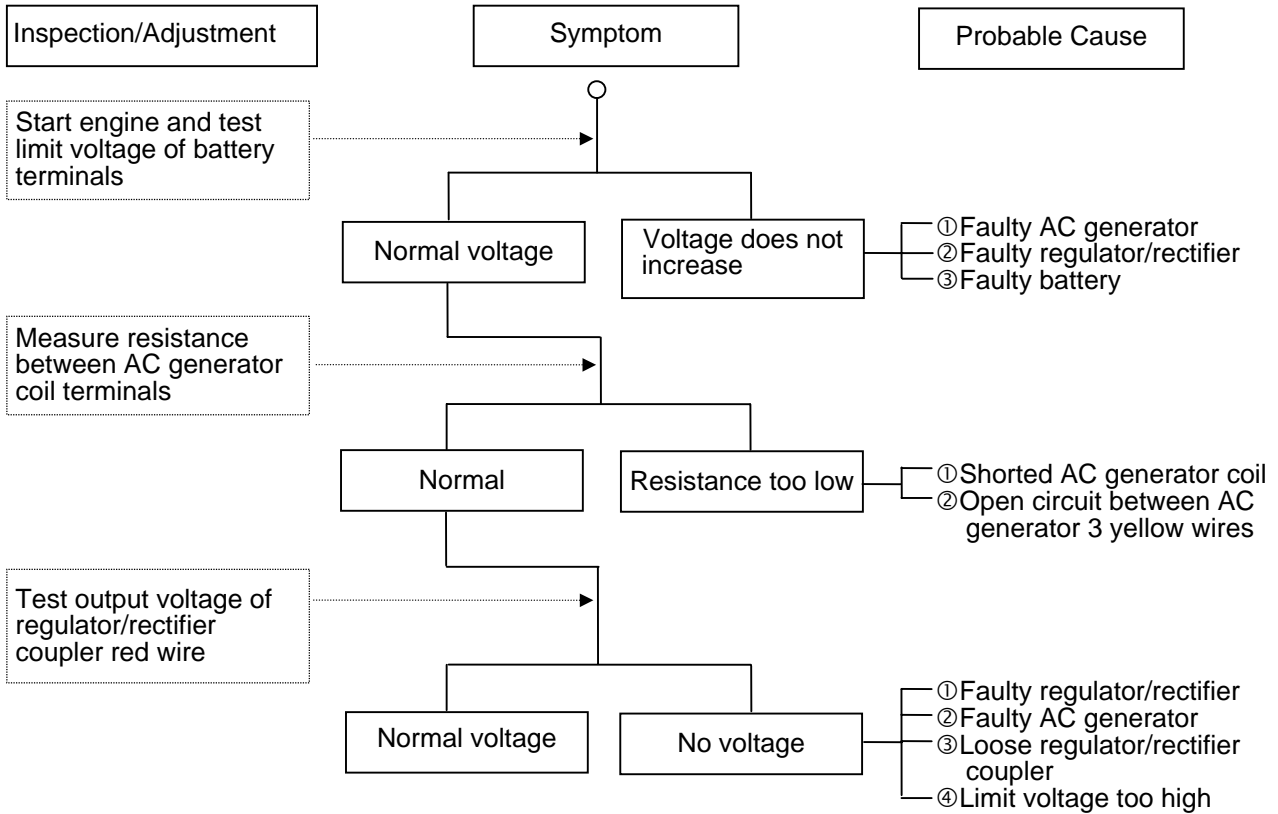 Inspection/Adjustment
Symptom
Probable Cause
Start engine and test
limit voltage of battery
terminals
Normal voltage
Voltage does not
increase
①Faulty AC generator
②Faulty regulator/rectifier
③Faulty battery
Measure resistance
between AC generator
coil terminals
Normal
Resistance too low
①Shorted AC generator coil
②Open circuit between AC
generator 3 yellow wires
Test output voltage of
regulator/rectifier
coupler red wire
Normal voltage
No voltage
①Faulty regulator/rectifier
②Faulty AC generator
③Loose regulator/rectifier
coupler
④Limit voltage too high